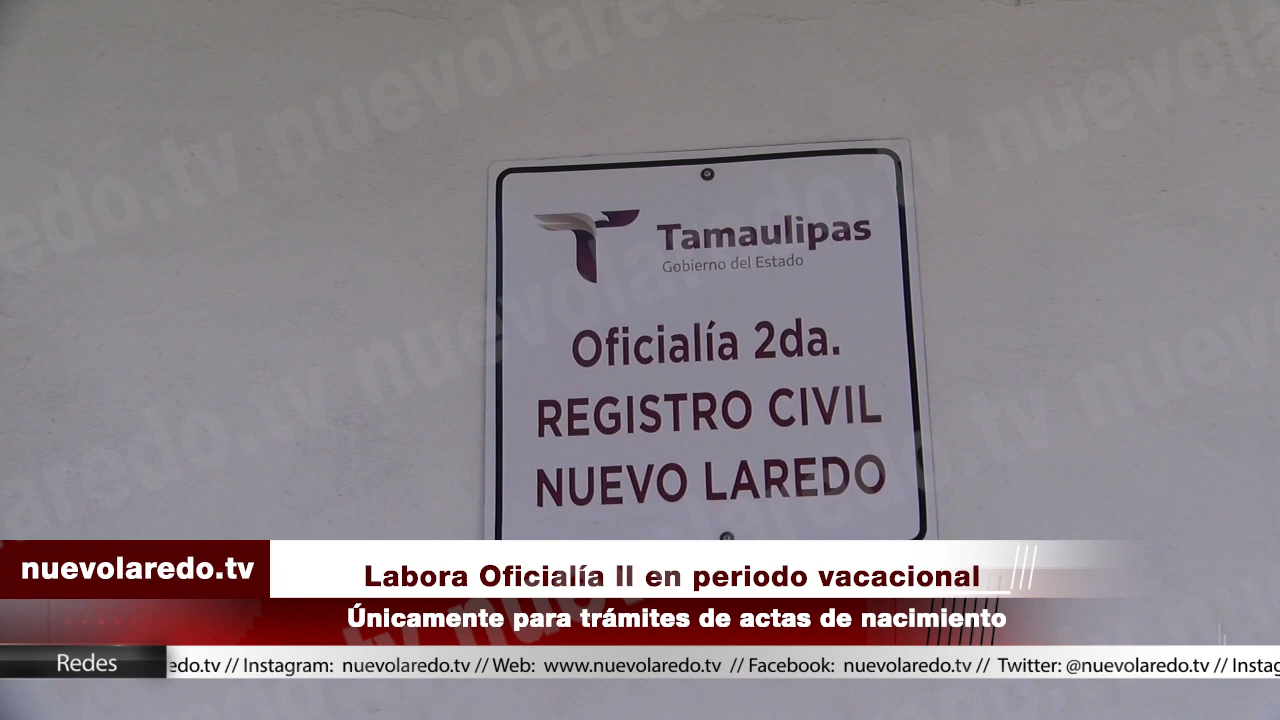 Tamaulipas
Gobierno del Estado
Oficialía 2da.
REGISTRO CIVIL
NUEVO LAREDO
nuevolaredo.tv
Labora Oficialía II en periodo vacacional
Únicamente para trámites de actas de nacimiento
Redes
edo.tv // Instagram: nuevolaredo.tv // Web: www.nuevolaredo.tv // Facebook: nuevolaredo.tv // Twitter: @nuevolaredo.tv // Instag
nuevolaredo.tv